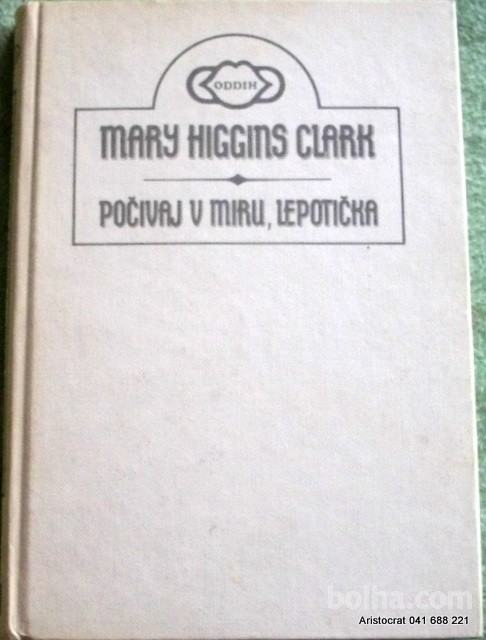 ODDIH
MARY HIGGINS CLARK
POČIVAJ V MIRU, LEPOTIČKA
bolha.com
Aristocrat 041 688 221